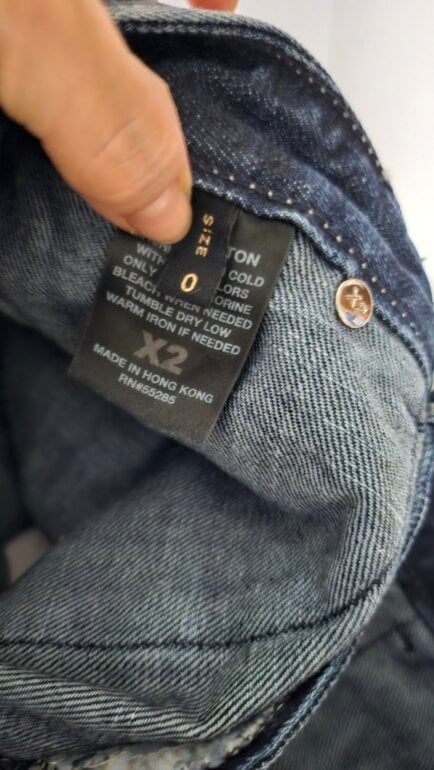 SIZE
0
TON
WITH COLD
ONLY
BLEACH WHEN NEEDED
TUMBLE DRY LOW
WARM IRON IF NEEDED
X2
MADE IN HONG KONG
RN#55285